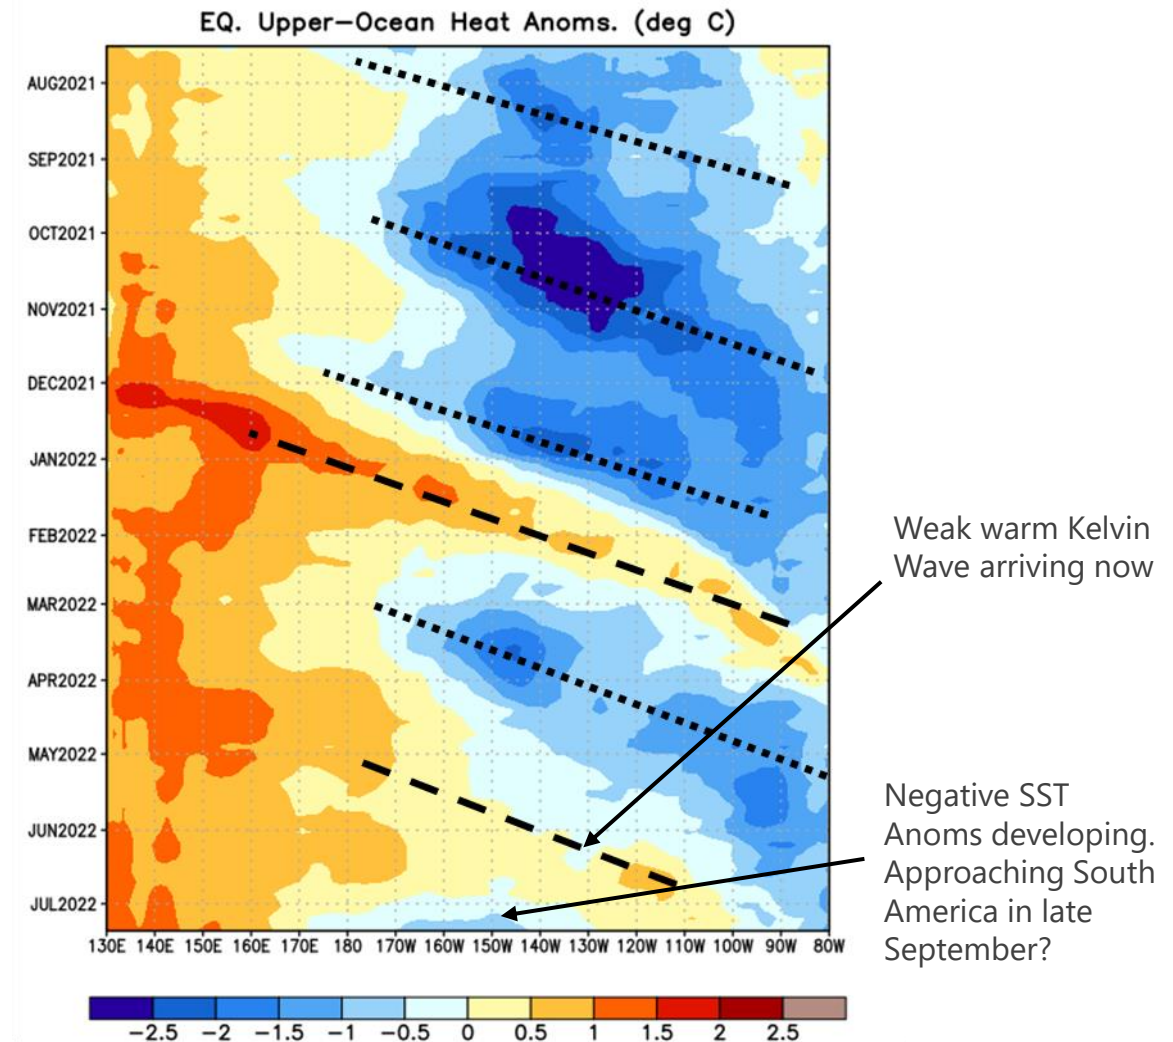 EQ. Upper-Ocean Heat Anoms. (deg C)
AUG2021
SEP2021
OCT2021
NOV2021
DEC2021
JAN2022
FEB2022
MAR2022
APR2022
MAY2022
JUN2022
JUL2022
130E 140E 150E 160E 170E 180 170W 160W 150W 140W 130W 120W 110W 100W 90W 80W
-2.5 -2 -1.5 -1 -0.5 0 0.5 1 1.5 2 2.5
Weak warm Kelvin
Wave arriving now
Negative SST
Anoms developing.
Approaching South
America in late
September?